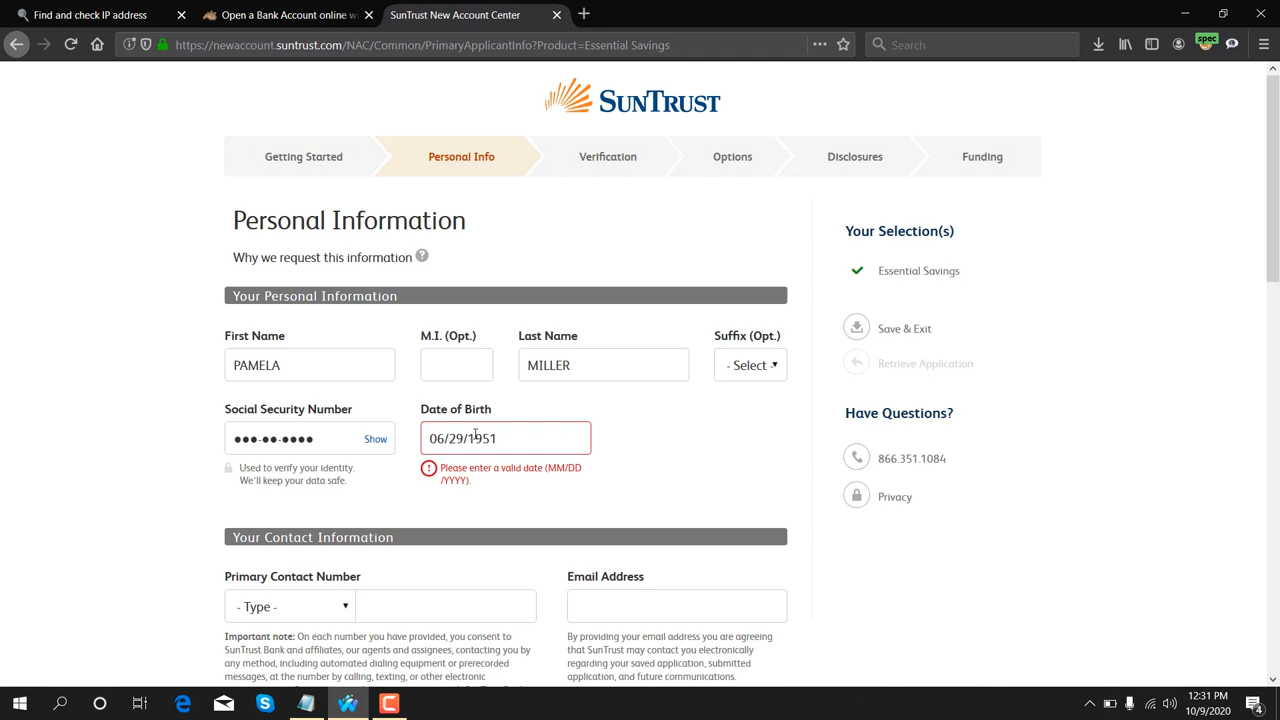 Find and check IP address
Open a Bank Account online w
SunTrust New Account Center
https://newaccount.suntrust.com/NAC/Common/PrimaryApplicantInfo?Product=Essential Savings
Search
spec
SUNTRUST
Getting Started
Personal Info
Verification
Options
Disclosures
Funding
Personal Information
Why we request this information ?
Your Personal Information
First Name
M.I. (Opt.)
Last Name
Suffix (Opt.)
PAMELA
MILLER
- Select -
Social Security Number
Date of Birth
●●●-●●-●●●●
Show
06/29/1951
Used to verify your identity.
We'll keep your data safe.
Please enter a valid date (MM/DD
/YYYY).
Your Contact Information
Primary Contact Number
Email Address
- Type -
Important note: On each number you have provided, you consent to
SunTrust Bank and affiliates, our agents and assignees, contacting you by
any method, including automated dialing equipment or prerecorded
messages, at the number by calling, texting, or other electronic
By providing your email address you are agreeing
that SunTrust may contact you electronically
regarding your saved application, submitted
application, and future communications.
Your Selection(s)
Essential Savings
Save & Exit
Retrieve Application
Have Questions?
866.351.1084
Privacy
12:31 PM
10/9/2020
4